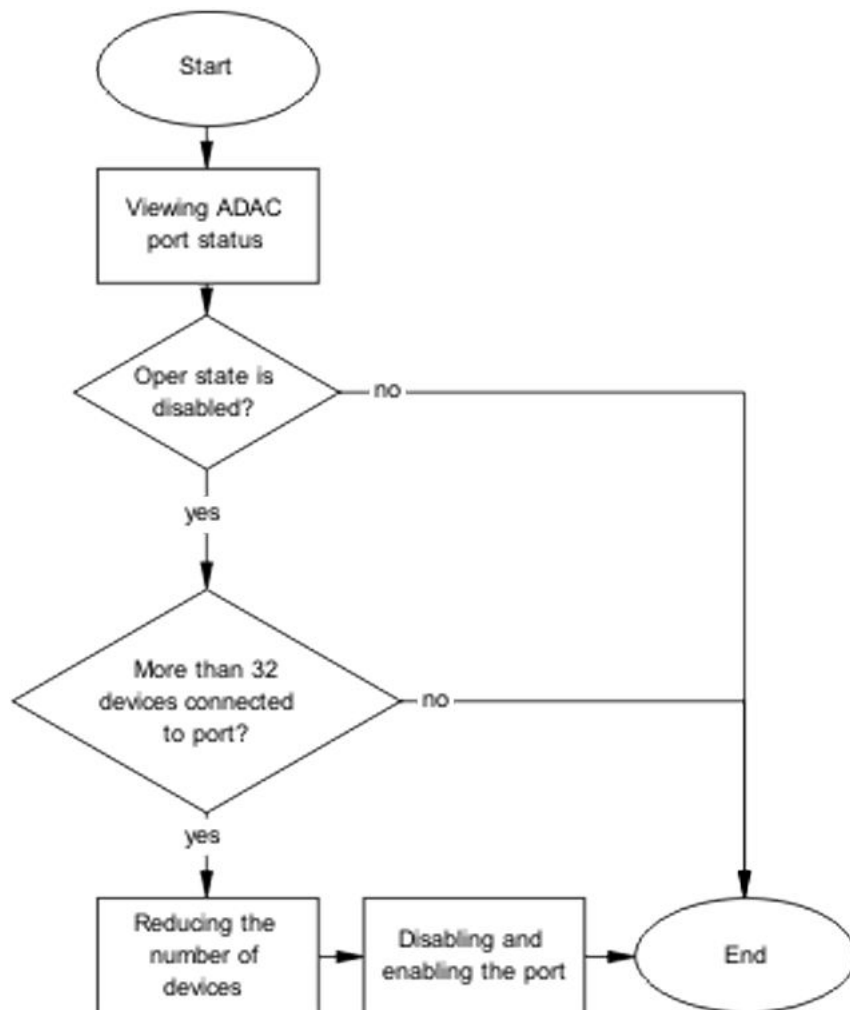 Start
Viewing ADAC
port status
Oper state is
disabled?
no
yes
More than 32
devices connected
to port?
no
yes
Reducing the
number of
devices
Disabling and
enabling the port
End